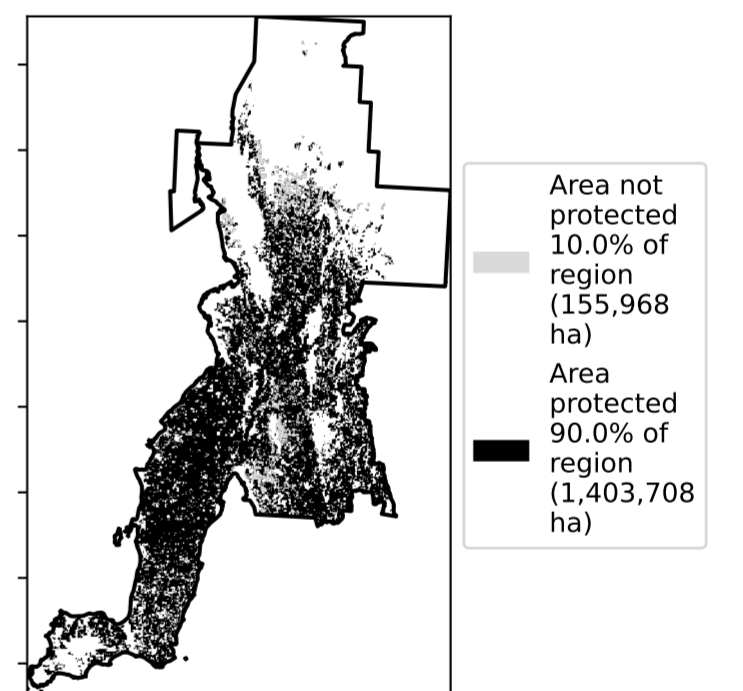 Area not
protected
10.0% of
region
(155,968
ha)
Area
protected
90.0% of
region
(1,403,708
ha)